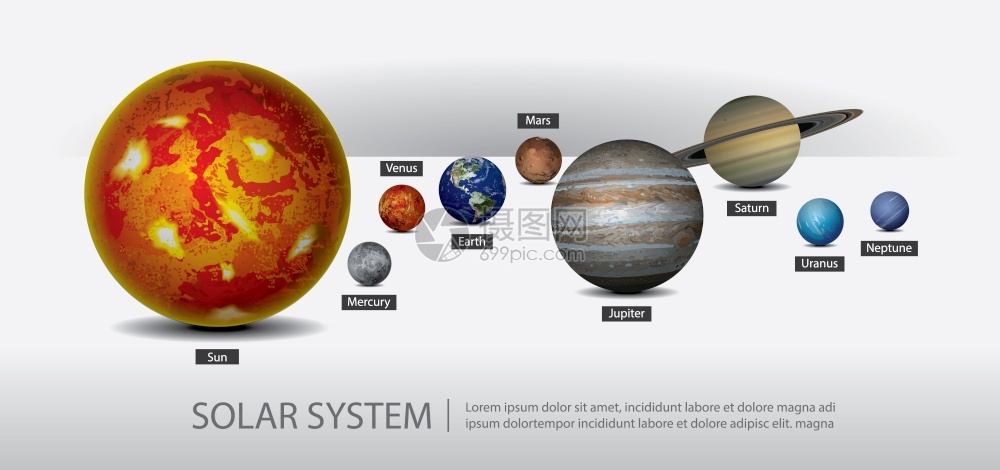 Mars
Venus
Earth
Saturn
Neptune
Uranus
Mercury
Jupiter
Sun
摄图网
699pic.com
SOLAR SYSTEM
Lorem ipsum dolor sit amet, incididunt labore et dolore magna adi
ipsum dolortempor incididunt labore et dolore adipisc elit. magna